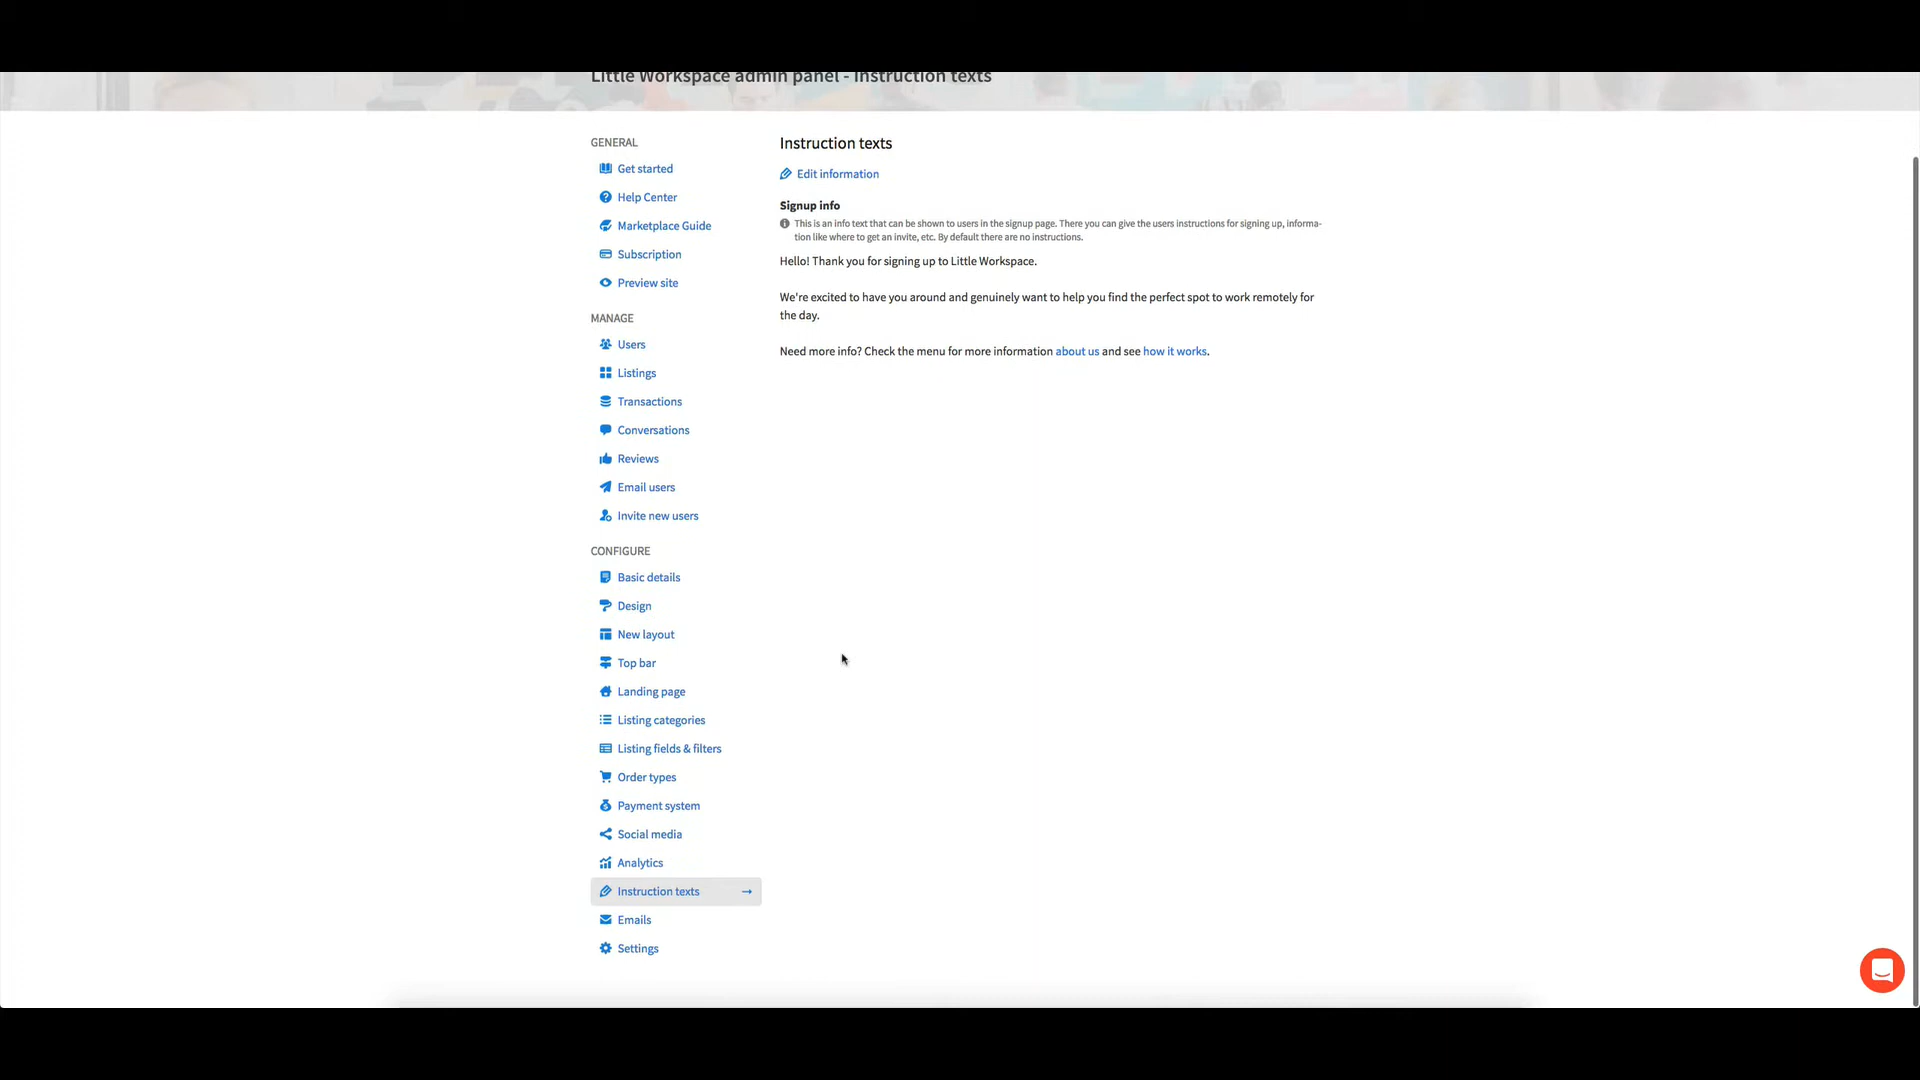 Little Workspace admin panel - Instruction texts
GENERAL
Get started
Help Center
Marketplace Guide
Subscription
Preview site
MANAGE
Users
Listings
Transactions
Conversations
Reviews
Email users
Invite new users
CONFIGURE
Basic details
Design
New layout
Top bar
Landing page
Listing categories
Listing fields & filters
Order types
Payment system
Social media
Analytics
Instruction texts →
Emails
Settings
Instruction texts
Edit information
Signup info
This is an info text that can be shown to users in the signup page. There you can give the users instructions for signing up, informa-
tion like where to get an invite, etc. By default there are no instructions.
Hello! Thank you for signing up to Little Workspace.
We're excited to have you around and genuinely want to help you find the perfect spot to work remotely for
the day.
Need more info? Check the menu for more information about us and see how it works.